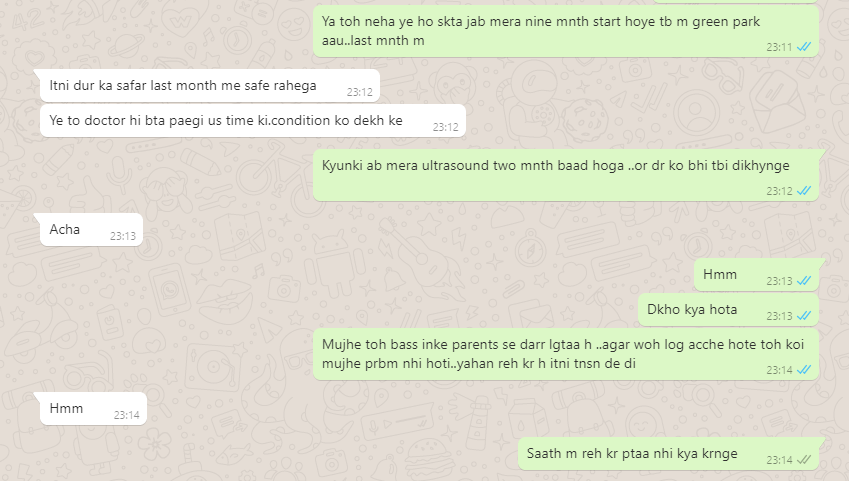 Ya toh neha ye ho skta jab mera nine mnth start hoye tb m green park
aau..last mnth m
23:11
Itni dur ka safar last month me safe rahega
23:12
Ye to doctor hi bta paegi us time ki.condition ko dekh ke
23:12
Kyunki ab mera ultrasound two mnth baad hoga ..or dr ko bhi tbi dikhynge
23:12
Acha
23:13
Hmm
23:13
Dkho kya hota
23:13
Mujhe toh bass inke parents se darr lgtaa h ..agar woh log acche hote toh koi
mujhe prbm nhi hoti..yahan reh kr h itni tnsn de di
23:14
Hmm
23:14
Saath m reh kr ptaa nhi kya krnge
23:14